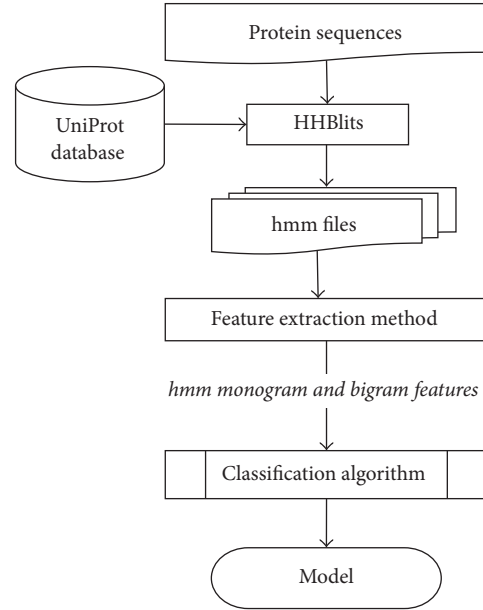 Protein sequences
UniProt
database
HHBlits
hmm files
Feature extraction method
hmm monogram and bigram features
Classification algorithm
Model